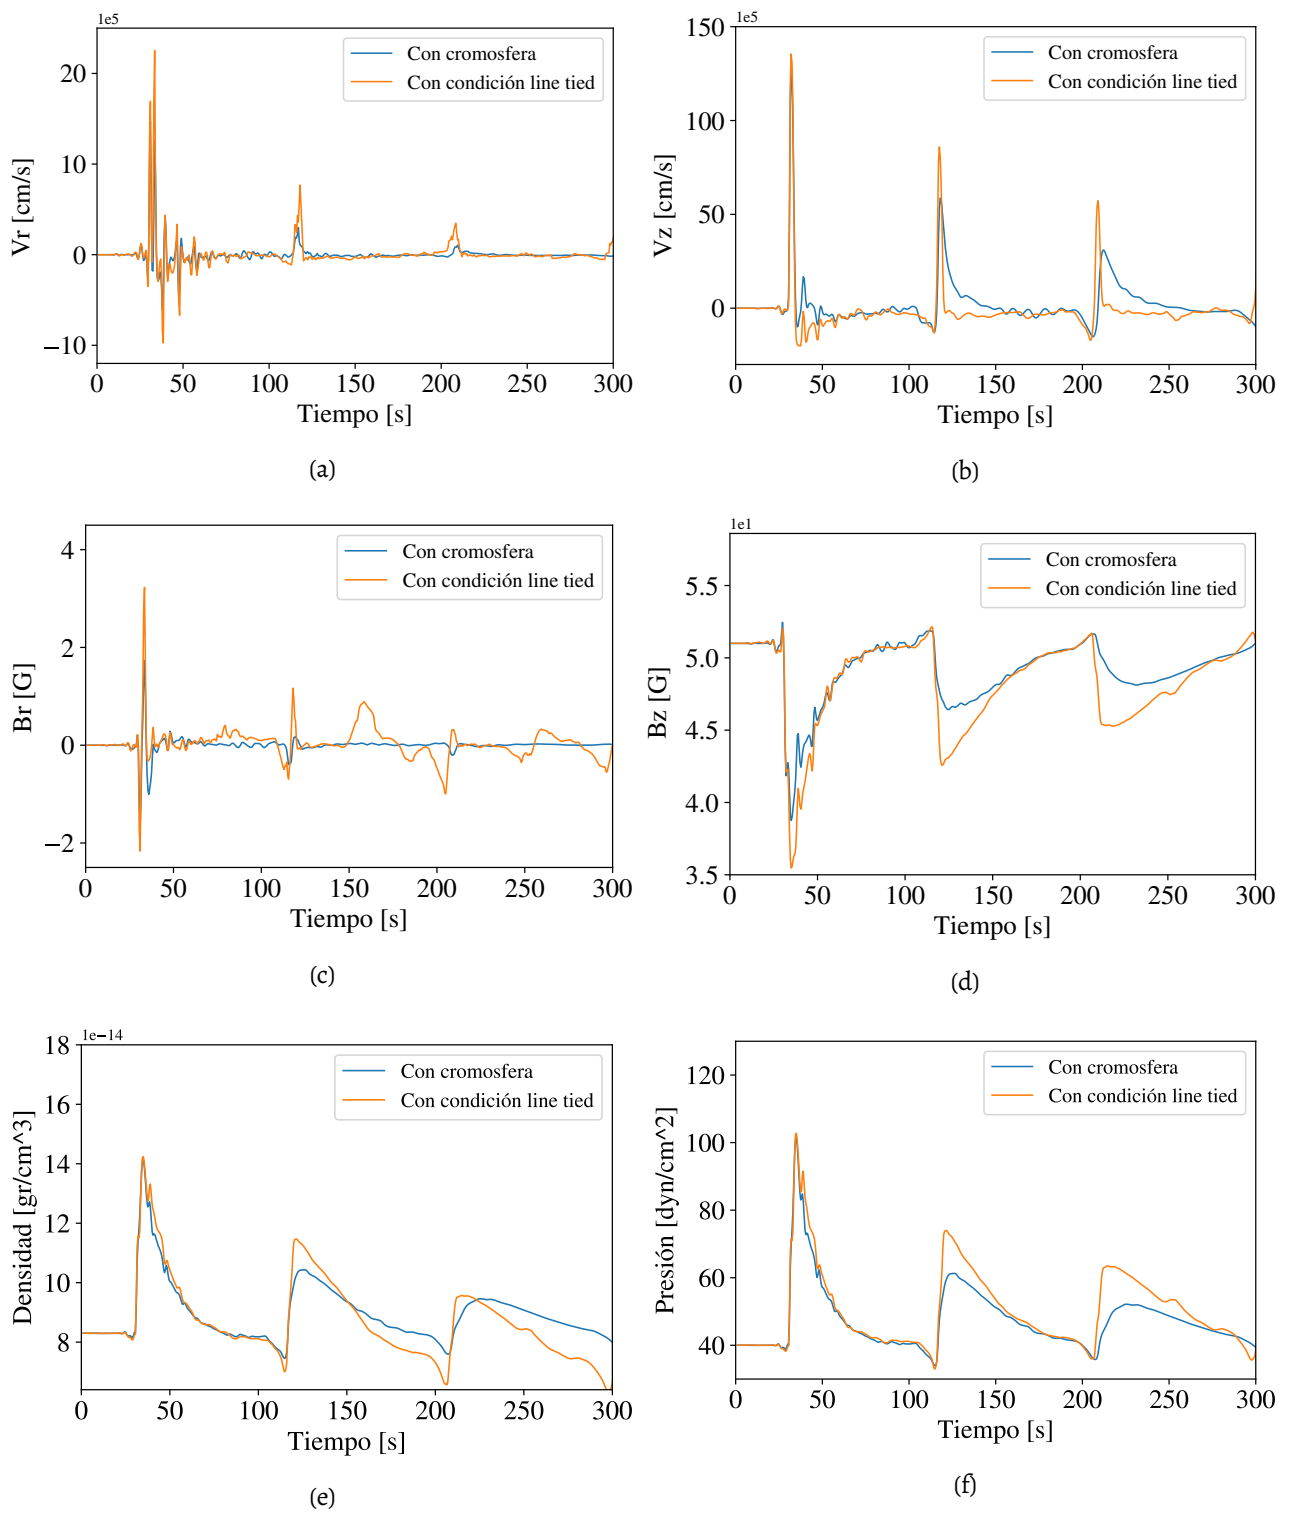 1e5
Vr [cm/s]
20
10
0
−10
Con cromosfera
Con condición line tied
0 50 100 150 200 250 300
Tiempo [s]
(a)
1e5
Vz [cm/s]
150
100
50
0
Con cromosfera
Con condición line tied
0 50 100 150 200 250 300
Tiempo [s]
(b)
Br [G]
4
2
0
−2
Con cromosfera
Con condición line tied
0 50 100 150 200 250 300
Tiempo [s]
(c)
1e1
Bz [G]
5.5
5.0
4.5
4.0
3.5
Con cromosfera
Con condición line tied
0 50 100 150 200 250 300
Tiempo [s]
(d)
1e−14
Densidad [gr/cm^3]
18
16
14
12
10
8
Con cromosfera
Con condición line tied
0 50 100 150 200 250 300
Tiempo [s]
(e)
Presión [dyn/cm^2]
120
100
80
60
40
Con cromosfera
Con condición line tied
0 50 100 150 200 250 300
Tiempo [s]
(f)